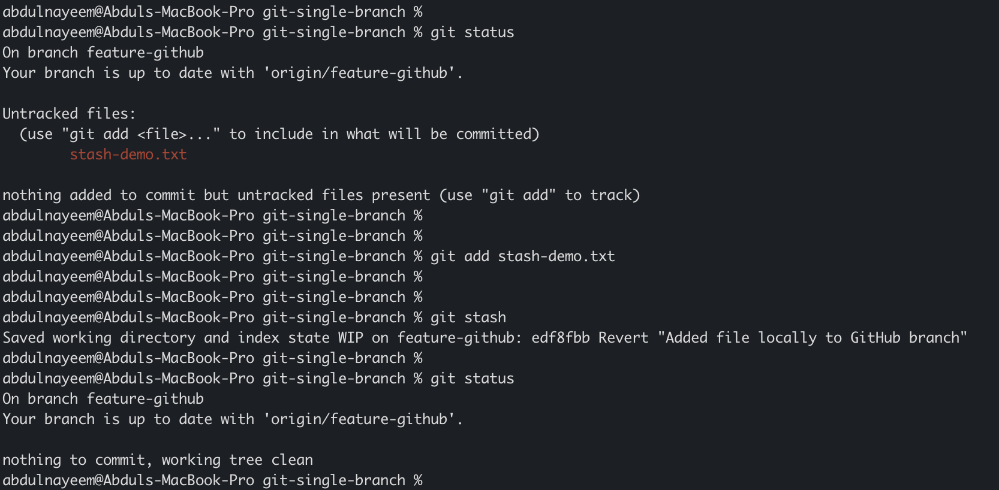 abdulnayeem@Abduls-MacBook-Pro git-single-branch %
abdulnayeem@Abduls-MacBook-Pro git-single-branch % git status
On branch feature-github
Your branch is up to date with 'origin/feature-github'.
Untracked files:
  (use "git add <file>..." to include in what will be committed)
        stash-demo.txt
nothing added to commit but untracked files present (use "git add" to track)
abdulnayeem@Abduls-MacBook-Pro git-single-branch %
abdulnayeem@Abduls-MacBook-Pro git-single-branch %
abdulnayeem@Abduls-MacBook-Pro git-single-branch % git add stash-demo.txt
abdulnayeem@Abduls-MacBook-Pro git-single-branch %
abdulnayeem@Abduls-MacBook-Pro git-single-branch %
abdulnayeem@Abduls-MacBook-Pro git-single-branch % git stash
Saved working directory and index state WIP on feature-github: edf8fbb Revert "Added file locally to GitHub branch"
abdulnayeem@Abduls-MacBook-Pro git-single-branch %
abdulnayeem@Abduls-MacBook-Pro git-single-branch % git status
On branch feature-github
Your branch is up to date with 'origin/feature-github'.
nothing to commit, working tree clean
abdulnayeem@Abduls-MacBook-Pro git-single-branch %